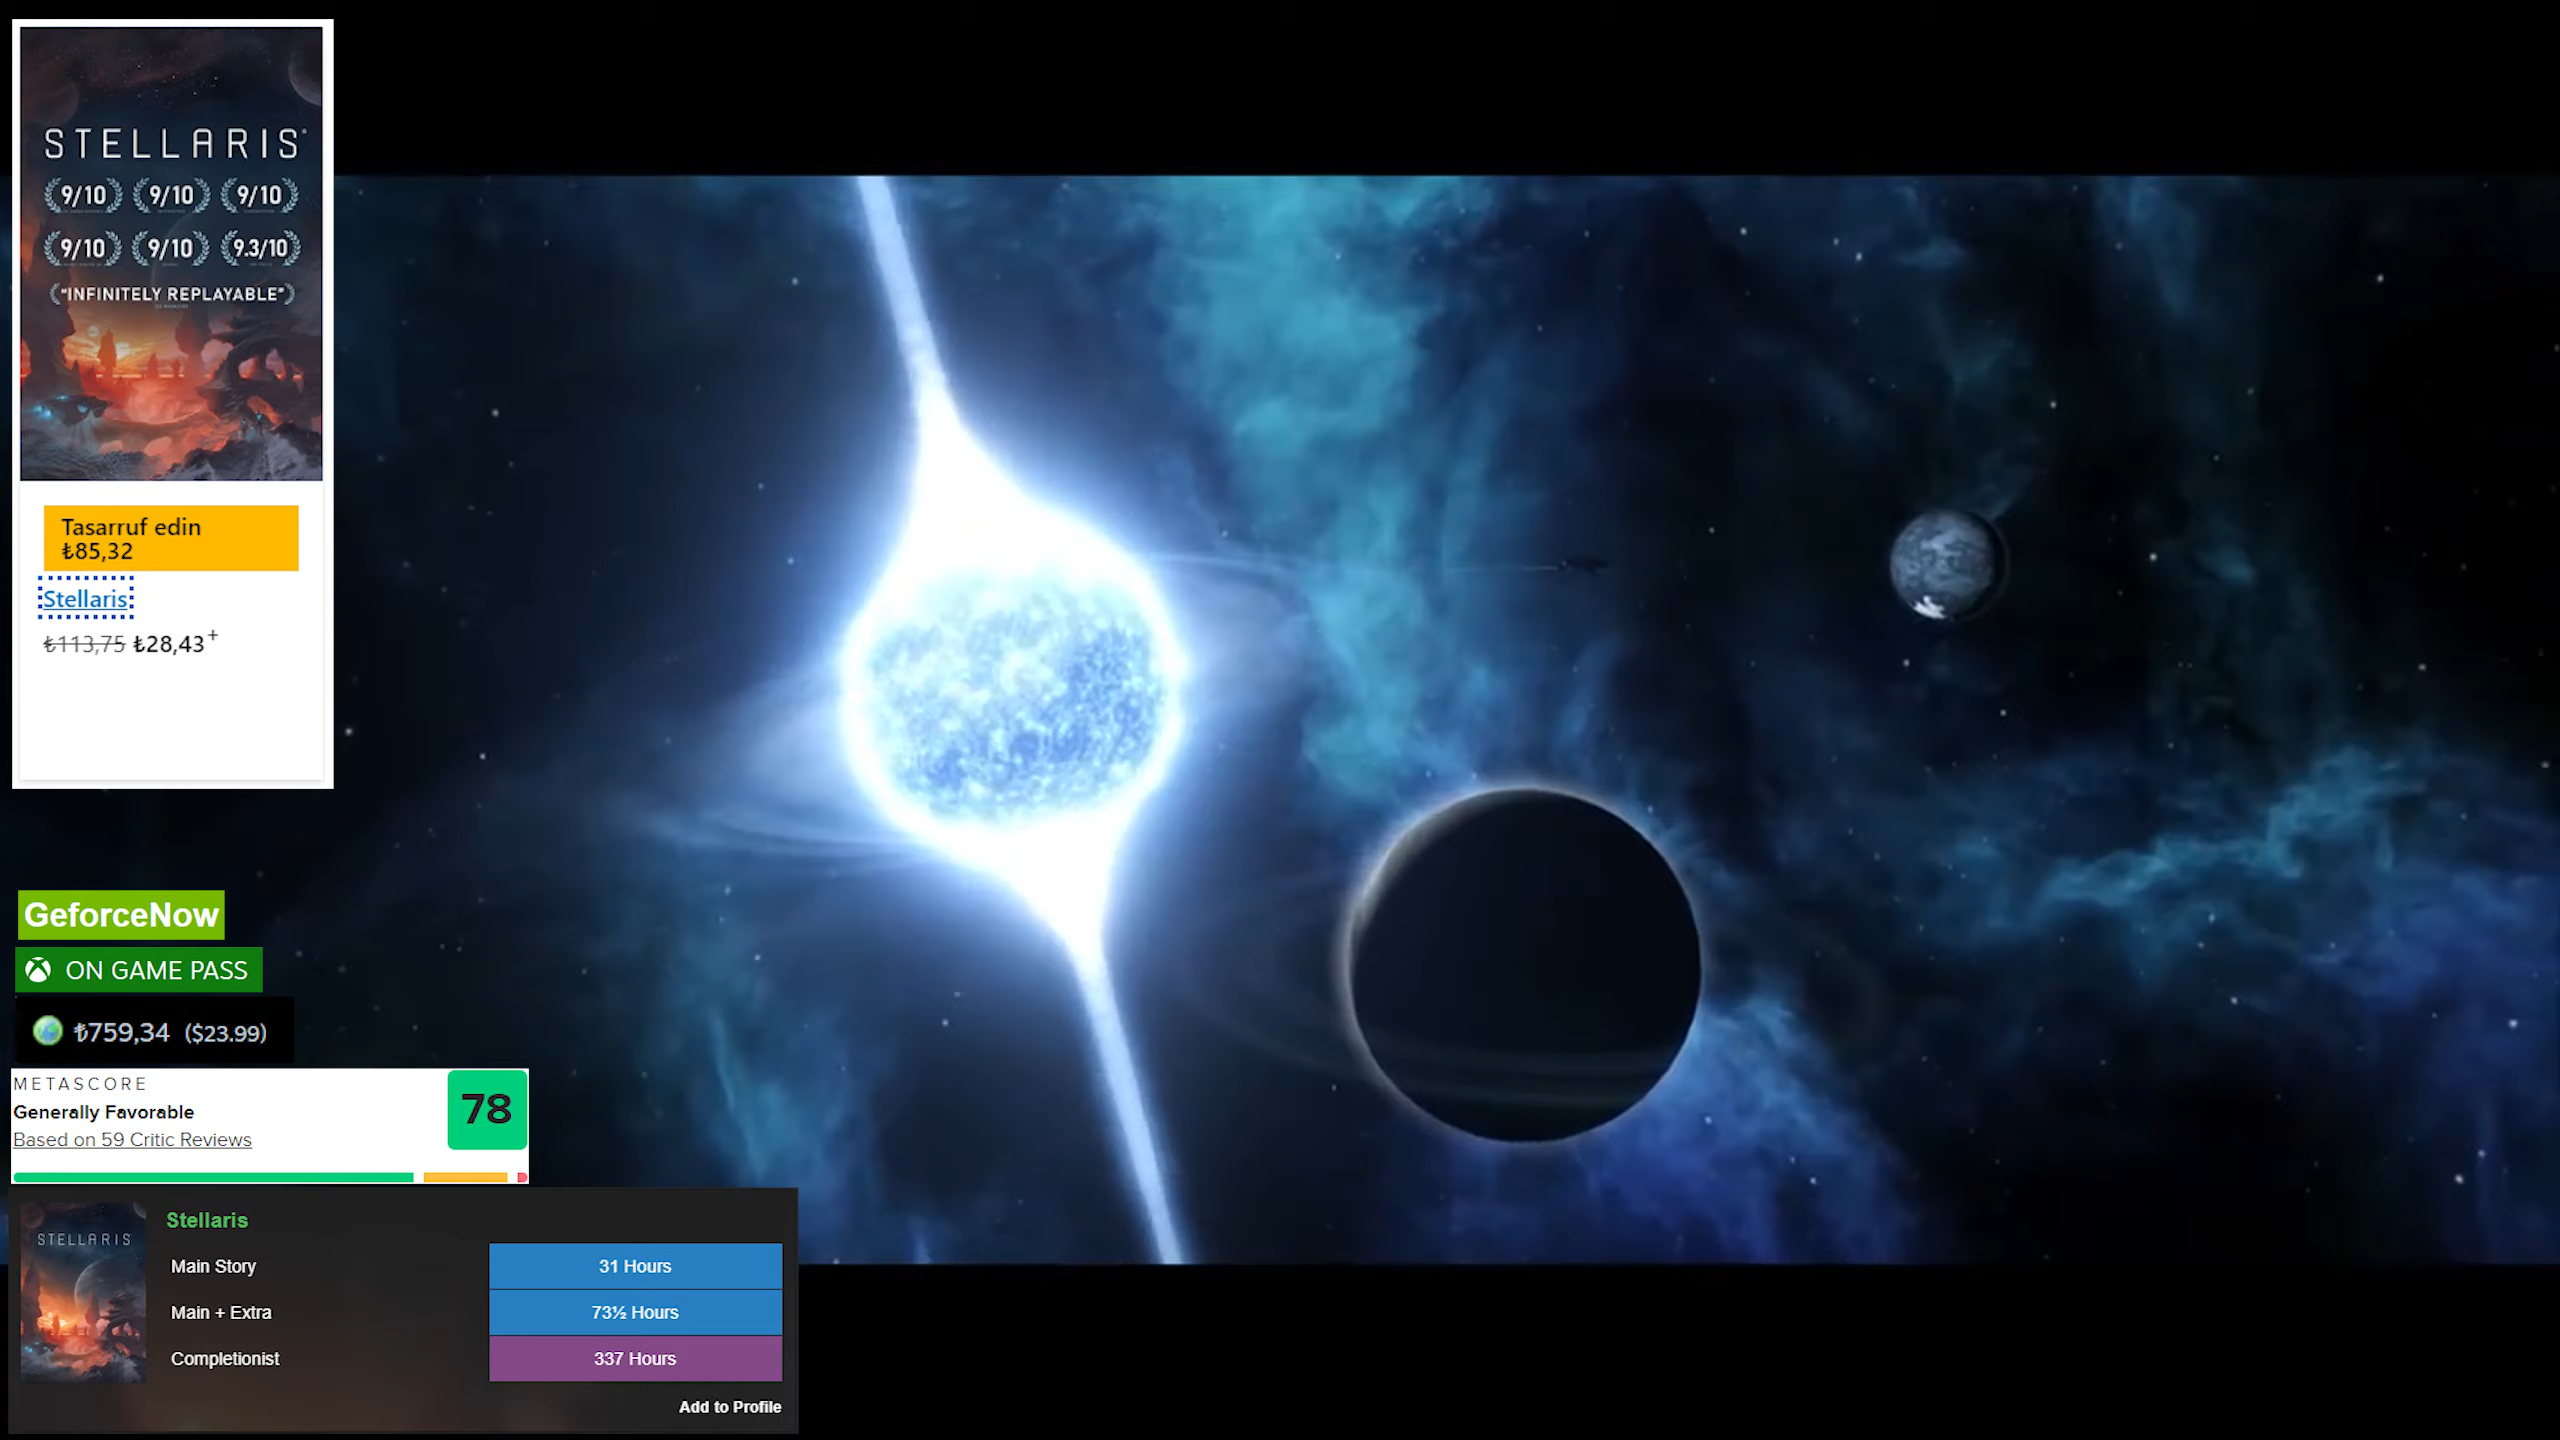 STELLARIS
9/10 9/10 9/10
9/10 9/10 9.3/10
"INFINITELY REPLAYABLE"
Tasarruf edin
₺85,32
Stellaris
₺113,75 ₺28,43+
GeforceNow
ON GAME PASS
₺759,34 ($23.99)
METASCORE
Generally Favorable
78
Based on 59 Critic Reviews
STELLARIS
Stellaris
Main Story 31 Hours
Main + Extra 73½ Hours
Completionist 337 Hours
Add to Profile